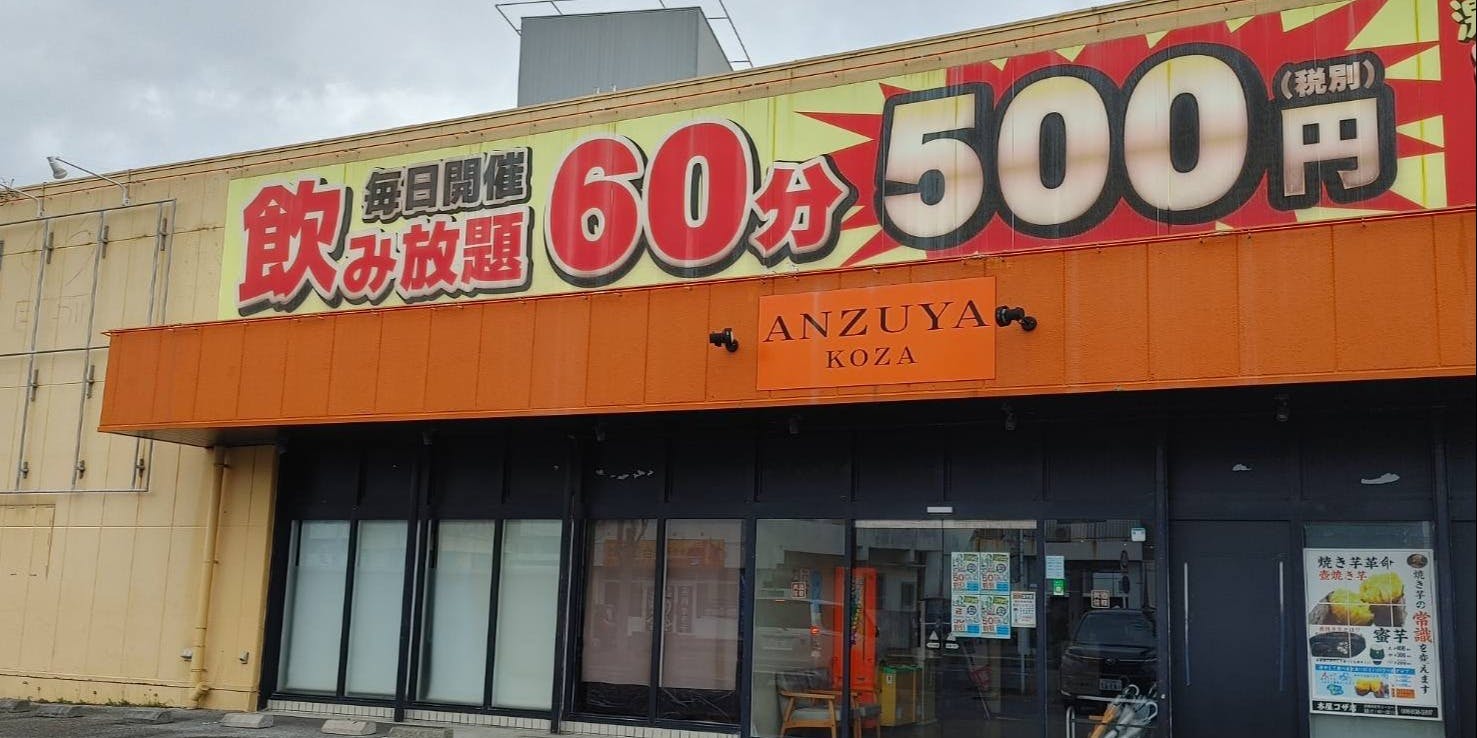 毎日開催
飲み放題
60分
500円
(税別)
ANZUYA
KOZA
焼き芋革命
壺焼き芋
焼き芋の常識を変えます
蜜芋